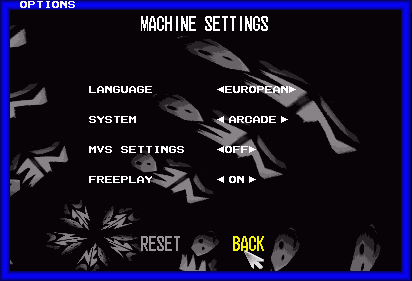 OPTIONS
MACHINE SETTINGS
LANGUAGE ◄EUROPEAN►
SYSTEM ◄ ARCADE ►
MVS SETTINGS ◄OFF►
FREEPLAY ◄ ON ►
RESET BACK